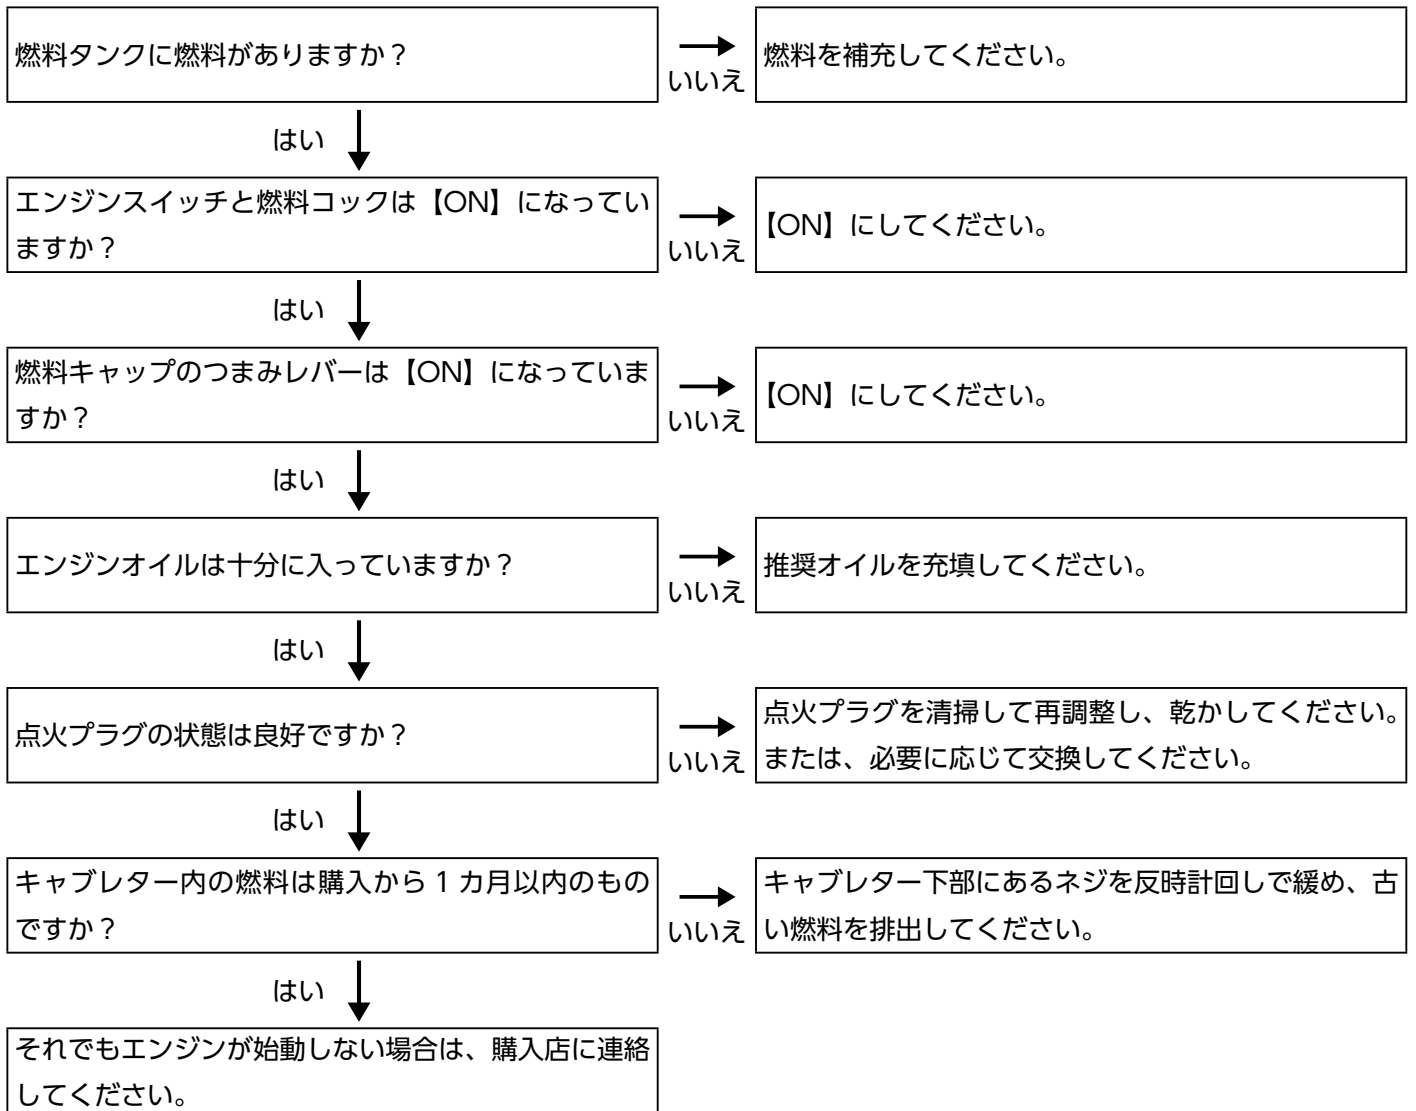 燃料タンクに燃料がありますか？
いいえ
燃料を補充してください。
はい
エンジンスイッチと燃料コックは【ON】になってい
ますか？
いいえ
【ON】にしてください。
はい
燃料キャップのつまみレバーは【ON】になっていま
すか？
いいえ
【ON】にしてください。
はい
エンジンオイルは十分に入っていますか？
いいえ
推奨オイルを充填してください。
はい
点火プラグの状態は良好ですか？
いいえ
点火プラグを清掃して再調整し、乾かしてください。
または、必要に応じて交換してください。
はい
キャブレター内の燃料は購入から 1 カ月以内のもの
ですか？
いいえ
キャブレター下部にあるネジを反時計回しで緩め、古
い燃料を排出してください。
はい
それでもエンジンが始動しない場合は、購入店に連絡
してください。